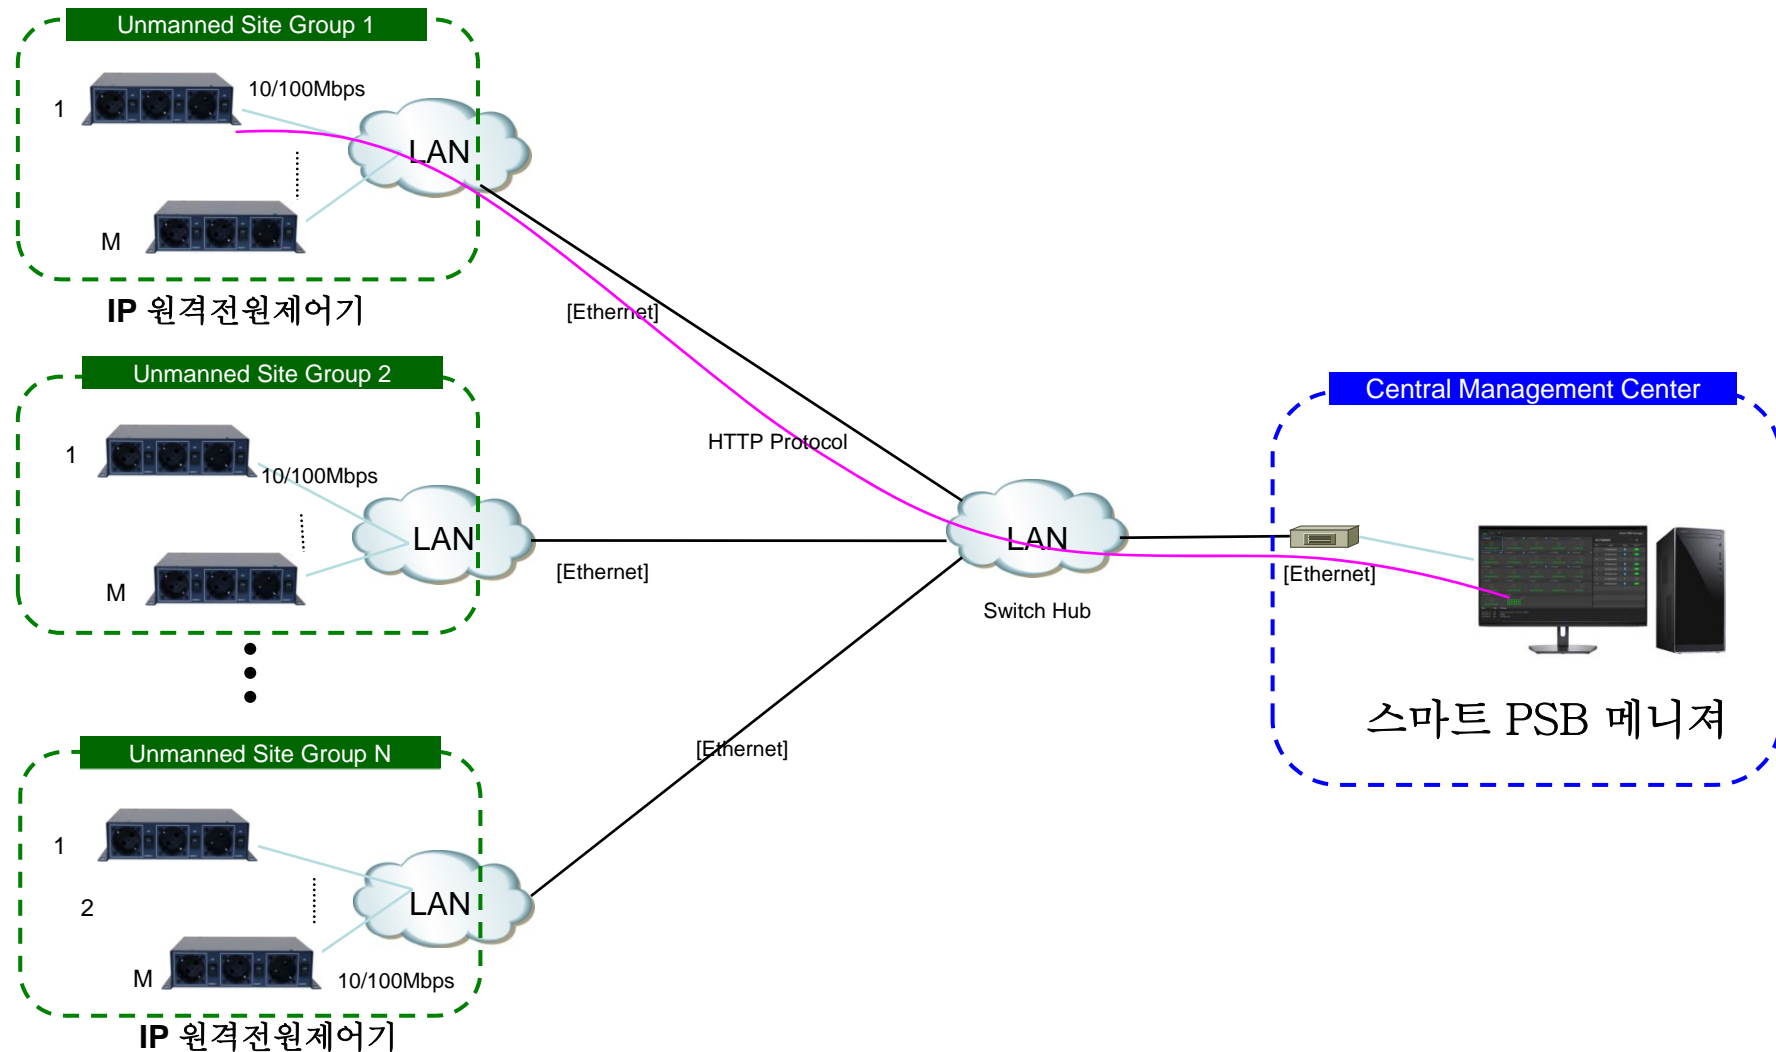 Unmanned Site Group 1
1
10/100Mbps
LAN
M
IP 원격전원제어기
[Ethernet]
Unmanned Site Group 2
1
10/100Mbps
LAN
M
[Ethernet]
HTTP Protocol
LAN
Switch Hub
Central Management Center
[Ethernet]
스마트 PSB 메니져
Unmanned Site Group N
[Ethernet]
1
2
LAN
M
10/100Mbps
IP 원격전원제어기